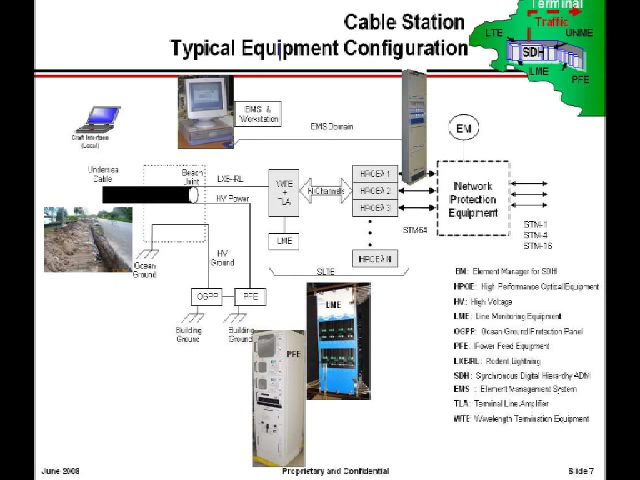 Cable Station
Typical Equipment Configuration
Terminal
Traffic
LTE
UNME
SDH
LME
PFE
EMS &
Workstation
EMS Domain
EM
Craft Interface
(Local)
Undersea
Cable
Beach
Joint
LXE-IRL
HV Power
WTE
+
TLA
N Channels
HPOE λ 1
HPOE λ 2
HPOE λ 3
HPOE λ N
Network
Protection
Equipment
STM64
STM-1
STM-4
STM-16
LME
SLTE
Ocean
Ground
HV
Ground
OGPP
PFE
Building
Ground
Building
Ground
LME
PFE
EM: Element Manager for SDH
HPOE: High Performance Optical Equipment
HV: High Voltage
LME: Line Monitoring Equipment
OGPP: Ocean Ground Protection Panel
PFE: Power Feed Equipment
LXE-IRL: Rodent Lightning
SDH: Synchronous Digital Hierarchy ADM
EMS: Element Management System
TLA: Terminal Line Amplifier
WTE: Wavelength Termination Equipment
June 2008
Proprietary and Confidential
Slide 7